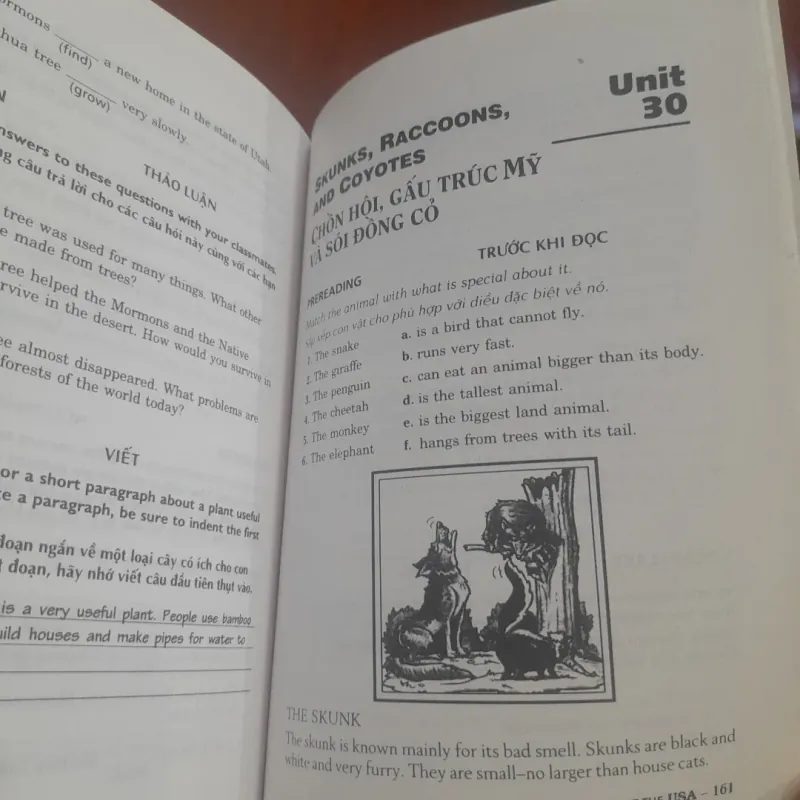 (find) a new home in the state of Utah.
hua tree (grow) very slowly.
THẢO LUẬN
answers to these questions with your classmates.
câu trả lời cho các câu hỏi này cùng với các bạn
tree was used for many things. What other
made from trees?
tree helped the Mormons and the Native
survive in the desert. How would you survive in
almost disappeared. What problems are
forests of the world today?
VIẾT
or a short paragraph about a plant useful
a paragraph, be sure to indent the first
đoạn ngắn về một loại cây có ích cho con
đoạn, hãy nhớ viết câu đầu tiên thụt vào.
is a very useful plant. People use bamboo
build houses and make pipes for water to
Unit
30
SKUNKS, RACCOONS,
AND COYOTES
CHỒN HÔI, GẤU TRÚC MỸ
VÀ SÓI ĐỒNG CỎ
PREREADING TRƯỚC KHI ĐỌC
Match the animal with what is special about it.
Sắp xếp con vật cho phù hợp với điều đặc biệt về nó.
1. The snake a. is a bird that cannot fly.
2. The giraffe b. runs very fast.
3. The penguin c. can eat an animal bigger than its body.
4. The cheetah d. is the tallest animal.
5. The monkey e. is the biggest land animal.
6. The elephant f. hangs from trees with its tail.
THE SKUNK
The skunk is known mainly for its bad smell. Skunks are black and
white and very furry. They are small–no larger than house cats.
THE USA – 161